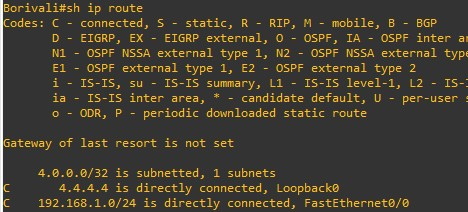 Borivali#sh ip route
Codes: C - connected, S - static, R - RIP, M - mobile, B - BGP
D - EIGRP, EX - EIGRP external, O - OSPF, IA - OSPF inter ar
N1 - OSPF NSSA external type 1, N2 - OSPF NSSA externa
E1 - OSPF external type 1, E2 - OSPF external type 2
i - IS-IS, su - IS-IS summary, L1 - IS-IS level-1, L2 - IS-I
ia - IS-IS inter area, * - candidate default, U - per-user s
o - ODR, P - periodic downloaded static route
Gateway of last resort is not set
4.0.0.0/32 is subnetted, 1 subnets
C 4.4.4.4 is directly connected, Loopback0
C 192.168.1.0/24 is directly connected, FastEthernet0/0